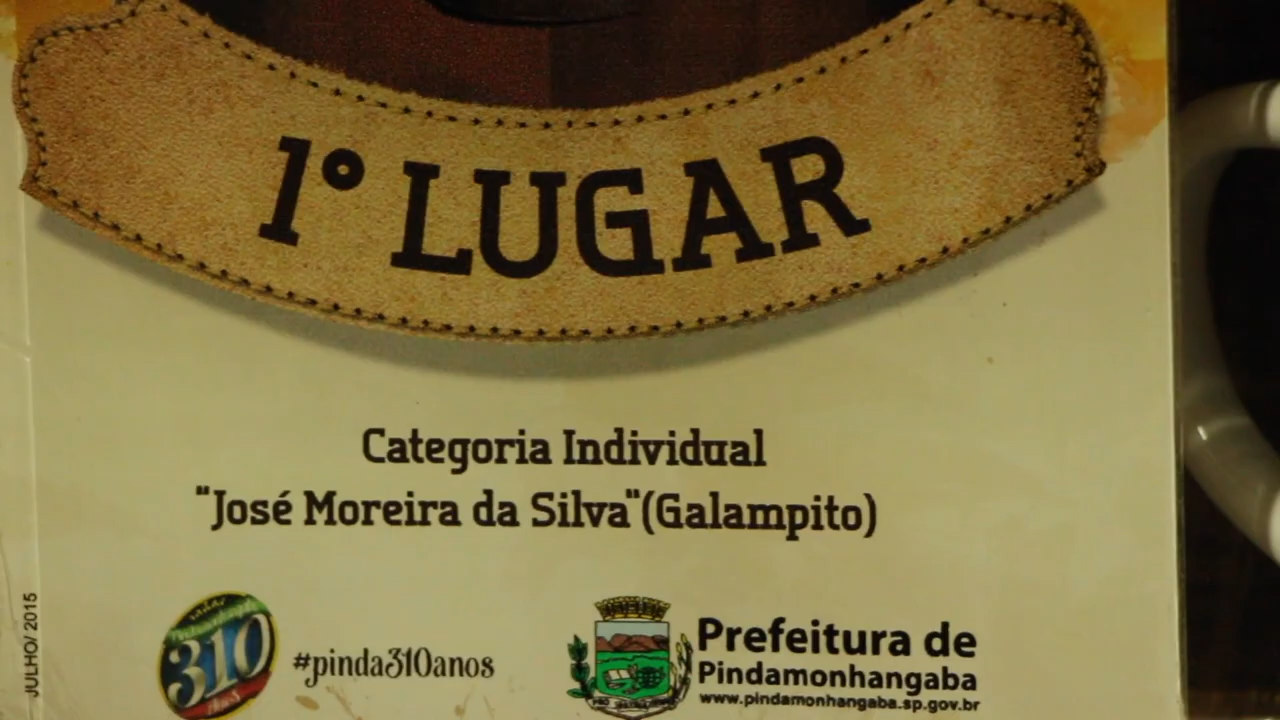 1º LUGAR
Categoria Individual
"José Moreira da Silva"(Galampito)
JULHO/ 2015
310
#pinda310anos
Prefeitura de
Pindamonhangaba
www.pindamonhangaba.sp.gov.br